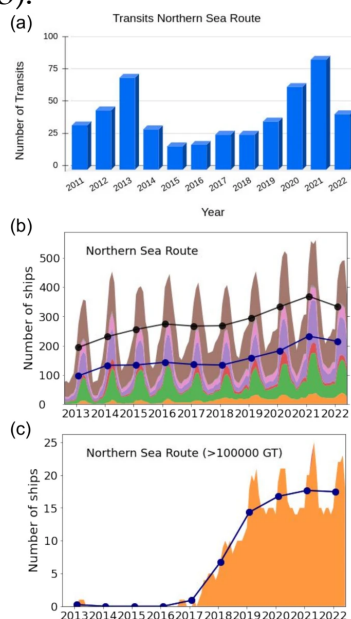 3).
Transits Northern Sea Route
(a)
100
75
50
25
0
Number of Transits
2011 2012 2013 2014 2015 2016 2017 2018 2019 2020 2021 2022
Year
(b)
Northern Sea Route
500
400
300
200
100
0
Number of ships
2013 2014 2015 2016 2017 2018 2019 2020 2021 2022
(c)
Northern Sea Route (>100000 GT)
25
20
15
10
5
0
Number of ships
2013 2014 2015 2016 2017 2018 2019 2020 2021 2022